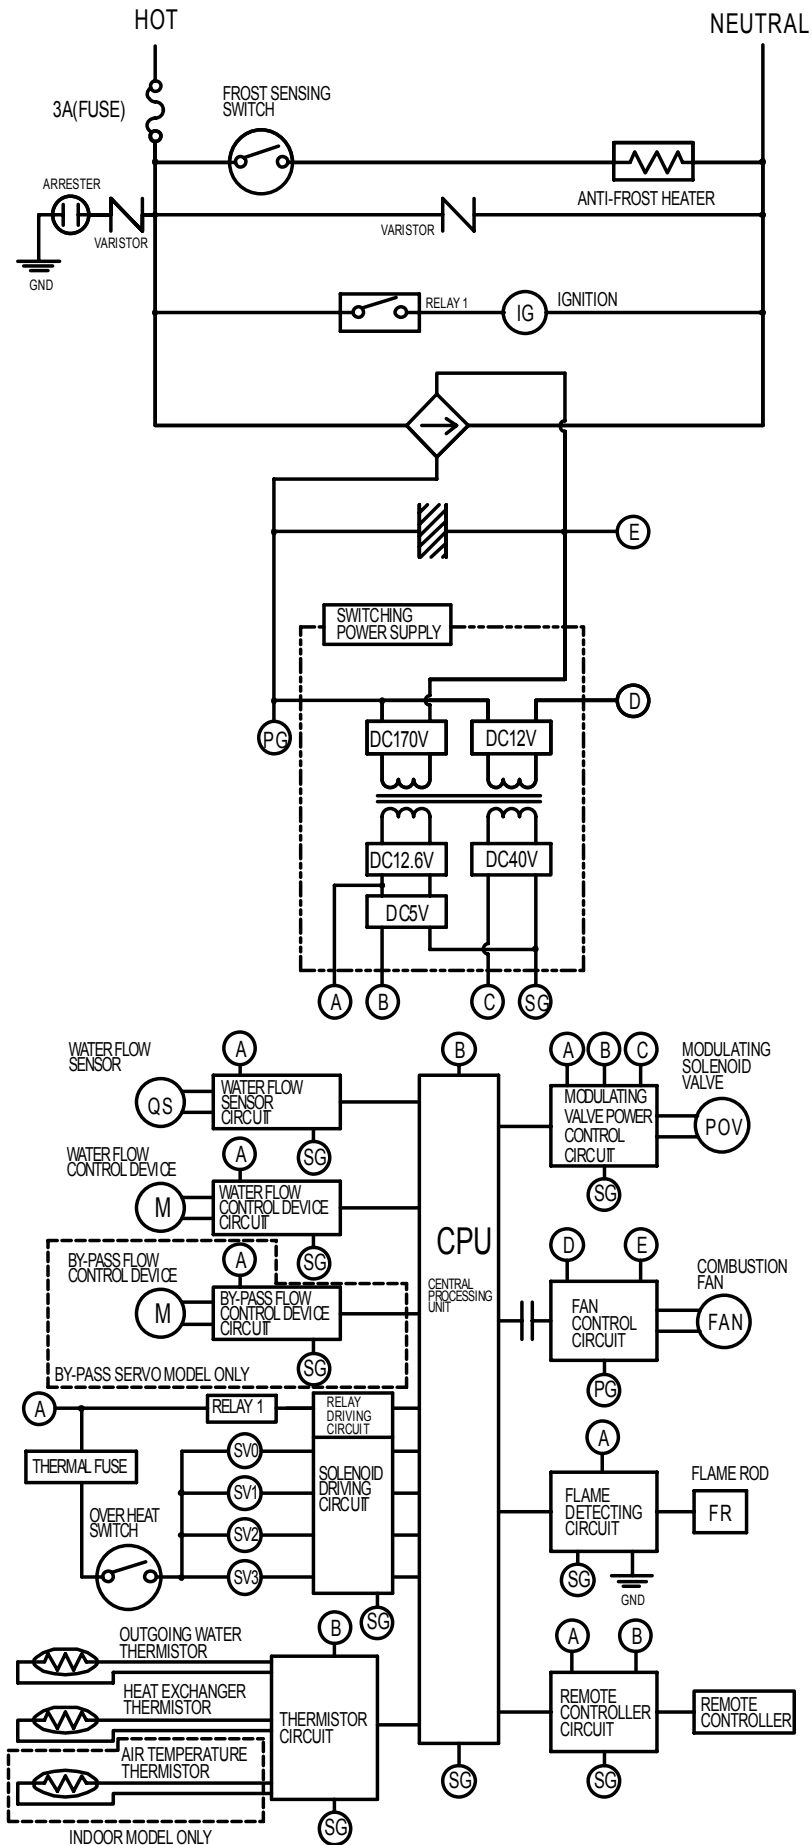 HOT
NEUTRAL
3A(FUSE)
FROST SENSING
SWITCH
ANTI-FROST HEATER
ARRESTER
VARISTOR
VARISTOR
GND
RELAY 1
IG
IGNITION
E
SWITCHING
POWER SUPPLY
D
PG
DC170V
DC12V
DC12.6V
DC40V
DC5V
A
B
C
SG
WATER FLOW
SENSOR
QS
A
WATER FLOW
SENSOR
CIRCUIT
SG
WATER FLOW
CONTROL DEVICE
M
A
WATER FLOW
CONTROL DEVICE
CIRCUIT
SG
BY-PASS FLOW
CONTROL DEVICE
M
A
BY-PASS FLOW
CONTROL DEVICE
CIRCUIT
SG
BY-PASS SERVO MODEL ONLY
A
RELAY 1
RELAY
DRIVING
CIRCUIT
THERMAL FUSE
OVER HEAT
SWITCH
SV0
SV1
SV2
SV3
SOLENOID
DRIVING
CIRCUIT
SG
OUTGOING WATER
THERMISTOR
HEAT EXCHANGER
THERMISTOR
AIR TEMPERATURE
THERMISTOR
INDOOR MODEL ONLY
B
THERMISTOR
CIRCUIT
SG
B
CPU
CENTRAL
PROCESSING
UNIT
SG
A
B
C
MODULATING
SOLENOID
VALVE
MODULATING
VALVE POWER
CONTROL
CIRCUIT
POV
SG
D
E
COMBUSTION
FAN
FAN
CONTROL
CIRCUIT
FAN
PG
A
FLAME
DETECTING
CIRCUIT
FLAME ROD
FR
SG
GND
A
B
REMOTE
CONTROLLER
CIRCUIT
REMOTE
CONTROLLER
SG